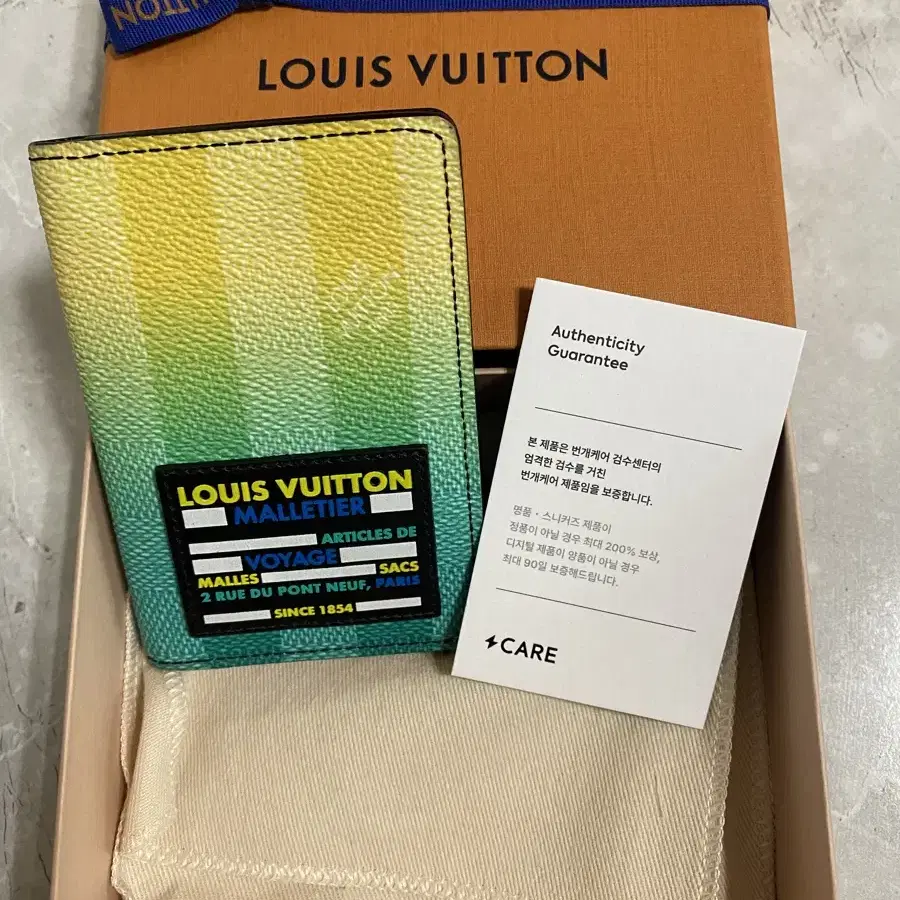 UITTON
LOUIS VUITTON
LOUIS VUITTON
MALLETIER
ARTICLES DE
VOYAGE
MALLES SACS
2 RUE DU PONT NEUF, PARIS
SINCE 1854
Authenticity
Guarantee
본 제품은 번개케어 검수센터의
엄격한 검수를 거친
번개케어 제품임을 보증합니다.
명품・스니커즈 제품이
정품이 아닐 경우 최대 200% 보상,
디지털 제품이 양품이 아닐 경우
최대 90일 보증해드립니다.
CARE